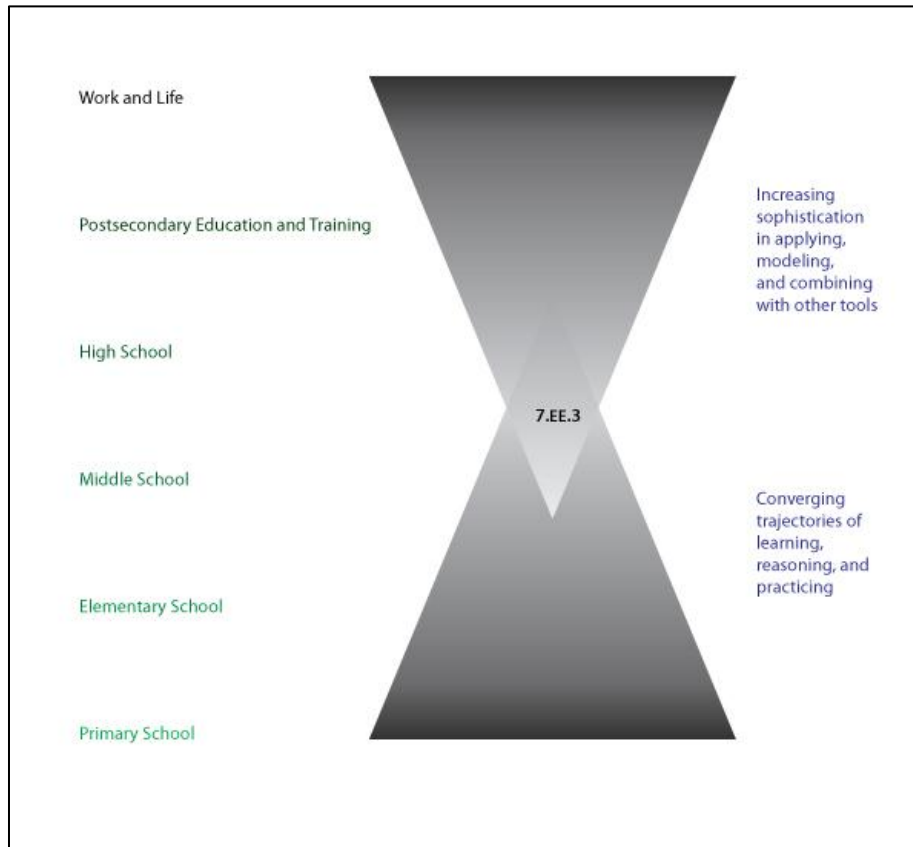 Work and Life
Postsecondary Education and Training
High School
Middle School
Elementary School
Primary School
7.EE.3
Increasing
sophistication
in applying,
modeling,
and combining
with other tools
Converging
trajectories of
learning,
reasoning, and
practicing